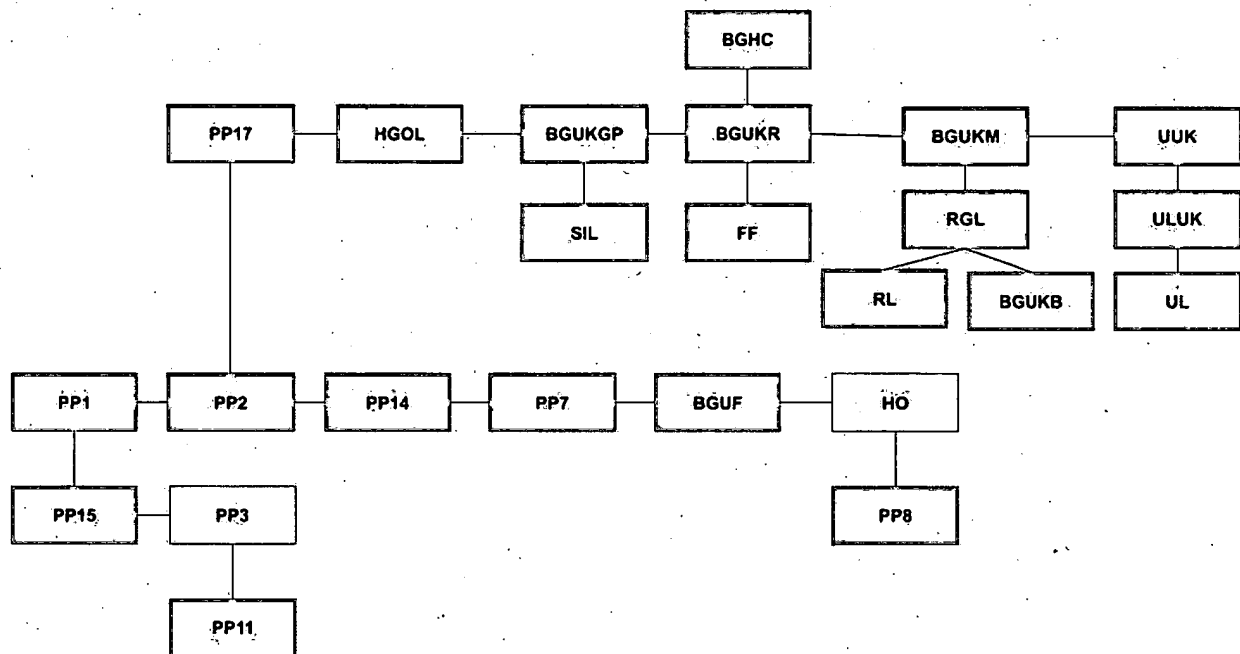 BGHC
PP17 HGOL BGUKGP BGUKR BGUKM UUK
SIL FF RGL ULUK
RL BGUKB UL
PP1 PP2 PP14 PP7 BGUF HO
PP15 PP3 PP8
PP11